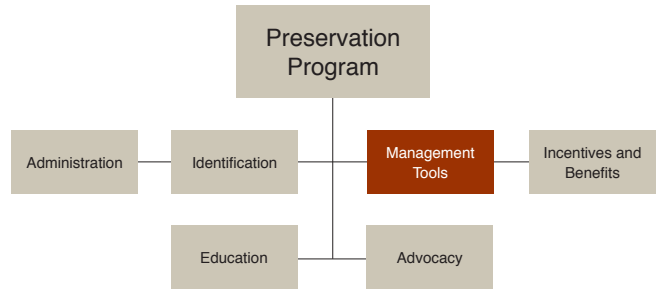 Preservation
Program
Administration
Identification
Management
Tools
Incentives and
Benefits
Education
Advocacy